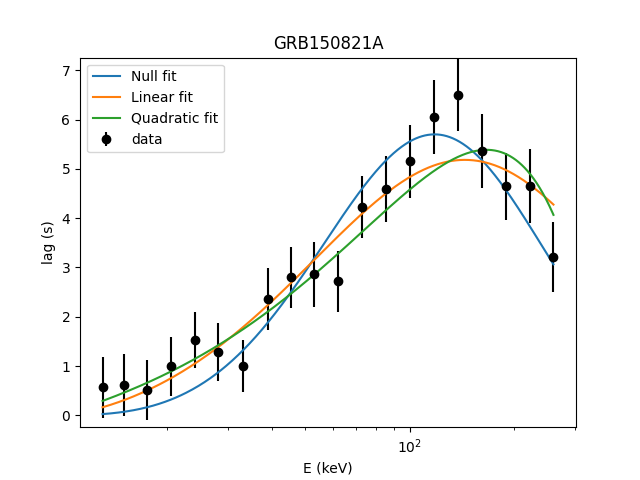 GRB150821A
Null fit
Linear fit
Quadratic fit
data
lag (s)
7
6
5
4
3
2
1
0
10²
E (keV)